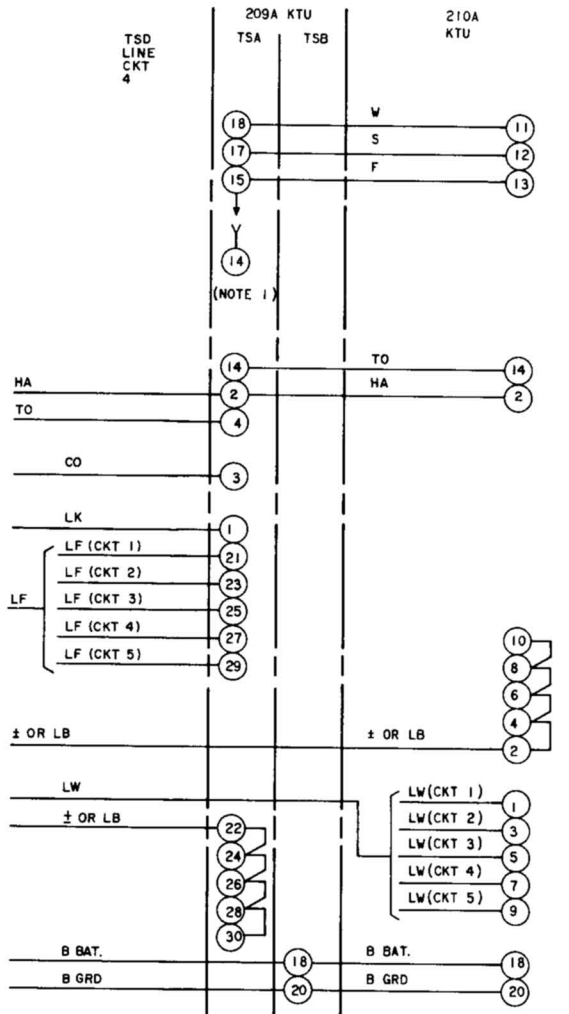 209A KTU 210A
TSD TSA TSB KTU
LINE
CKT
4
18 W 11
17 S 12
15 F 13
Y
14
(NOTE 1)
14 TO 14
HA 2 HA 2
TO 4
CO 3
LK 1
LF (CKT 1) 21
LF (CKT 2) 23
LF LF (CKT 3) 25
LF (CKT 4) 27
LF (CKT 5) 29
10
8
6
4
± OR LB ± OR LB 2
LW LW(CKT 1) 1
± OR LB 22 LW(CKT 2) 3
24 LW(CKT 3) 5
26 LW(CKT 4) 7
28 LW(CKT 5) 9
30
B BAT. 18 B BAT. 18
B GRD 20 B GRD 20